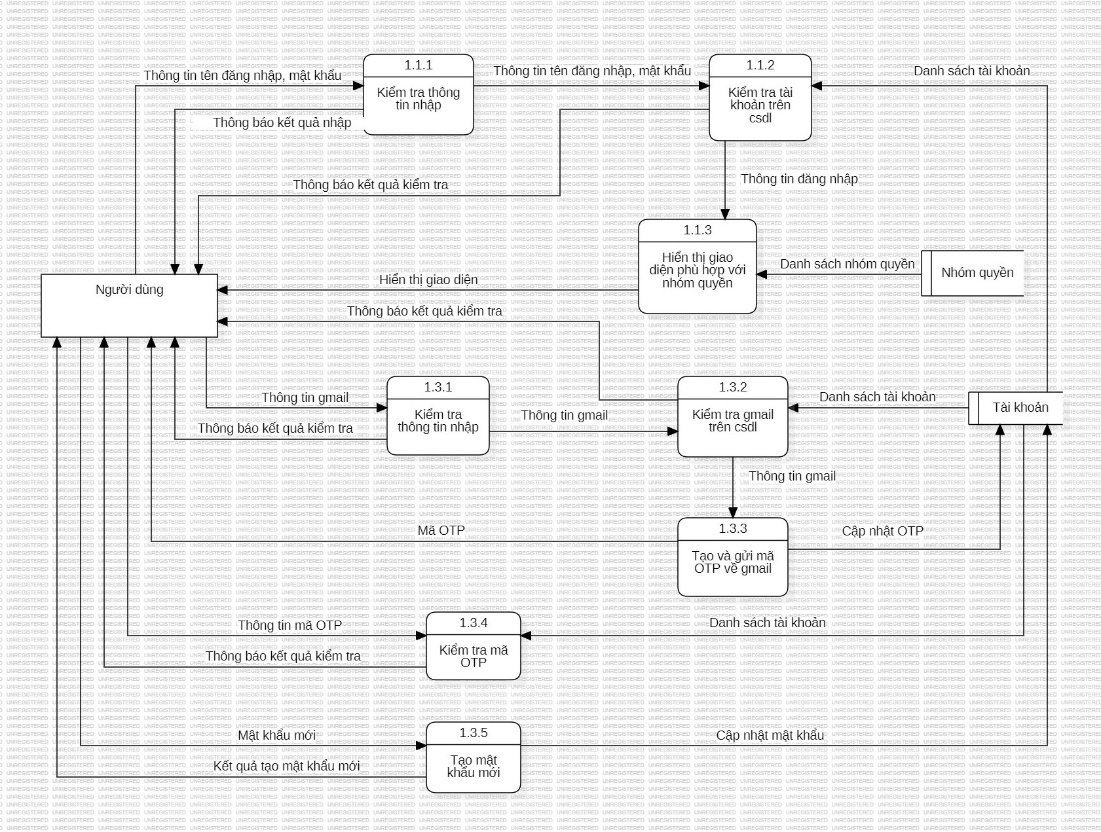 1.1.1
Kiểm tra thông
tin nhập
1.1.2
Kiểm tra tài
khoản trên
csdl
Thông tin tên đăng nhập, mật khẩu
Thông tin tên đăng nhập, mật khẩu
Danh sách tài khoản
Thông báo kết quả nhập
Thông báo kết quả kiểm tra
Thông tin đăng nhập
1.1.3
Hiển thị giao
diện phù hợp với
nhóm quyền
Danh sách nhóm quyền
Nhóm quyền
Người dùng
Hiển thị giao diện
Thông báo kết quả kiểm tra
1.3.1
Kiểm tra
thông tin nhập
1.3.2
Kiểm tra gmail
trên csdl
Thông tin gmail
Thông tin gmail
Danh sách tài khoản
Tài khoản
Thông báo kết quả kiểm tra
Thông tin gmail
1.3.3
Tạo và gửi mã
OTP về gmail
Mã OTP
Cập nhật OTP
1.3.4
Kiểm tra mã
OTP
Thông tin mã OTP
Danh sách tài khoản
Thông báo kết quả kiểm tra
1.3.5
Tạo mật
khẩu mới
Mật khẩu mới
Cập nhật mật khẩu
Kết quả tạo mật khẩu mới
UNREGISTERED